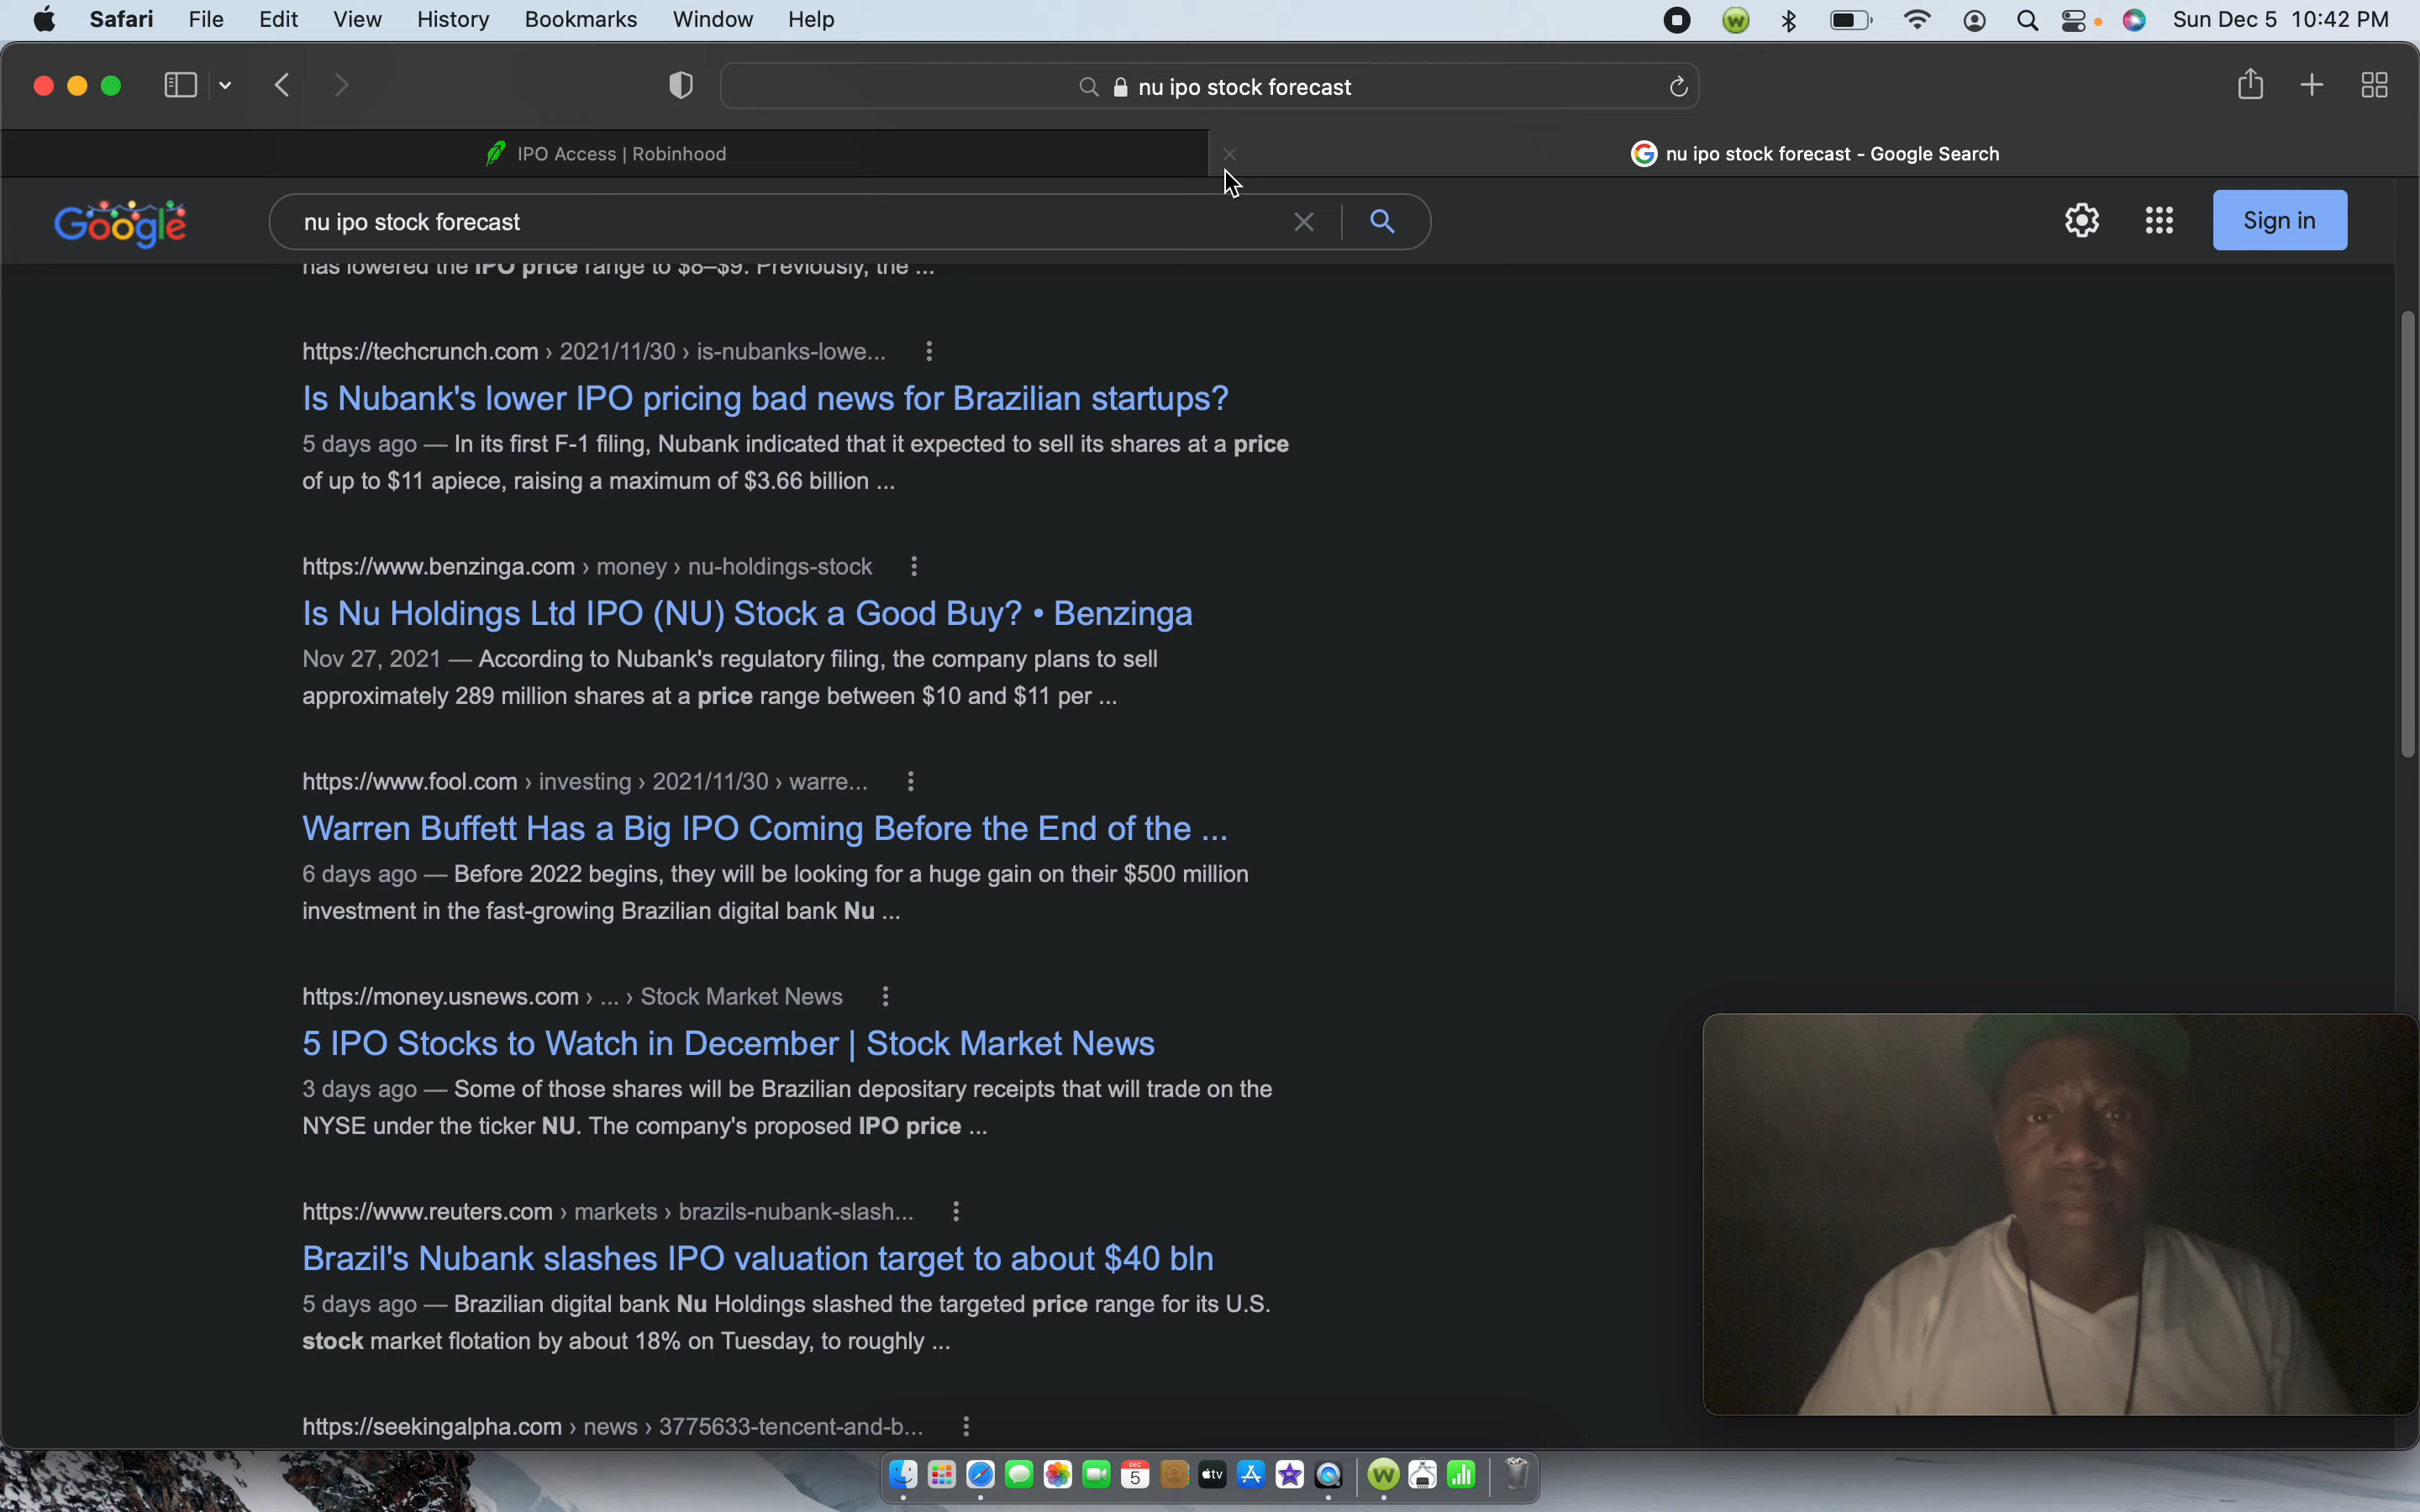 Safari File Edit View History Bookmarks Window Help
Sun Dec 5 10:42 PM
nu ipo stock forecast
IPO Access | Robinhood
nu ipo stock forecast - Google Search
Google
nu ipo stock forecast
Sign in
has lowered the IPO price range to $8–$9. Previously, the ...
https://techcrunch.com › 2021/11/30 › is-nubanks-lowe...
Is Nubank's lower IPO pricing bad news for Brazilian startups?
5 days ago — In its first F-1 filing, Nubank indicated that it expected to sell its shares at a price
of up to $11 apiece, raising a maximum of $3.66 billion ...
https://www.benzinga.com › money › nu-holdings-stock
Is Nu Holdings Ltd IPO (NU) Stock a Good Buy? • Benzinga
Nov 27, 2021 — According to Nubank's regulatory filing, the company plans to sell
approximately 289 million shares at a price range between $10 and $11 per ...
https://www.fool.com › investing › 2021/11/30 › warre...
Warren Buffett Has a Big IPO Coming Before the End of the ...
6 days ago — Before 2022 begins, they will be looking for a huge gain on their $500 million
investment in the fast-growing Brazilian digital bank Nu ...
https://money.usnews.com › ... › Stock Market News
5 IPO Stocks to Watch in December | Stock Market News
3 days ago — Some of those shares will be Brazilian depositary receipts that will trade on the
NYSE under the ticker NU. The company's proposed IPO price ...
https://www.reuters.com › markets › brazils-nubank-slash...
Brazil's Nubank slashes IPO valuation target to about $40 bln
5 days ago — Brazilian digital bank Nu Holdings slashed the targeted price range for its U.S.
stock market flotation by about 18% on Tuesday, to roughly ...
https://seekingalpha.com › news › 3775633-tencent-and-b...
DEC
5
tv
W